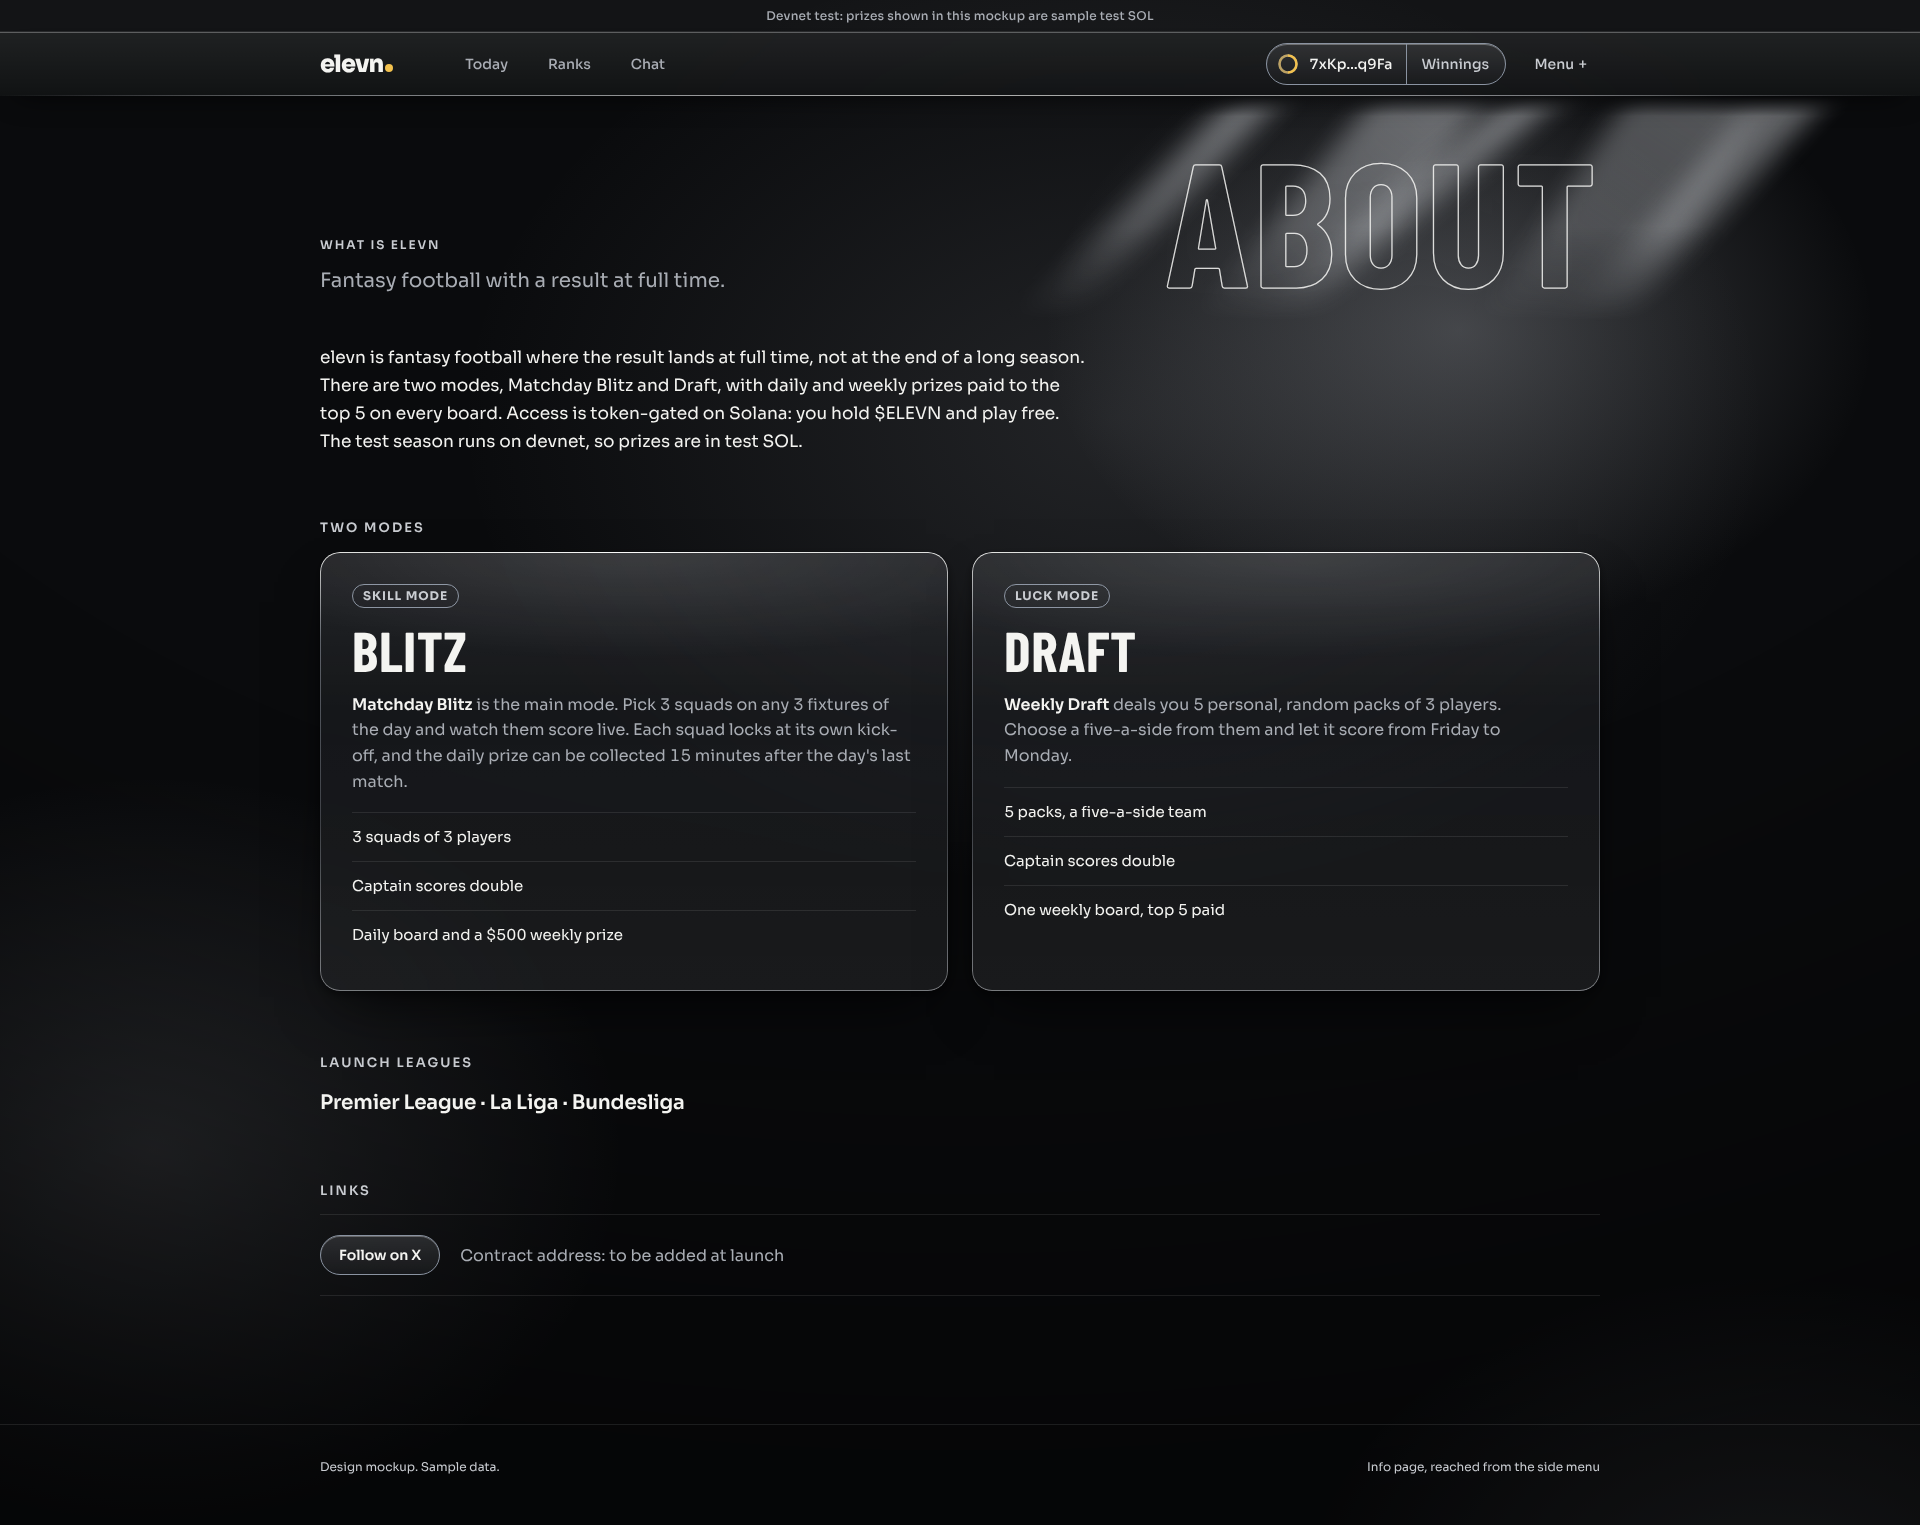 Devnet test: prizes shown in this mockup are sample test SOL
elevn.
Today
Ranks
Chat
7xKp...q9Fa
Winnings
Menu +
ABOUT
WHAT IS ELEVN
Fantasy football with a result at full time.
elevn is fantasy football where the result lands at full time, not at the end of a long season.
There are two modes, Matchday Blitz and Draft, with daily and weekly prizes paid to the
top 5 on every board. Access is token-gated on Solana: you hold $ELEVN and play free.
The test season runs on devnet, so prizes are in test SOL.
TWO MODES
SKILL MODE
BLITZ
Matchday Blitz is the main mode. Pick 3 squads on any 3 fixtures of
the day and watch them score live. Each squad locks at its own kick-
off, and the daily prize can be collected 15 minutes after the day's last
match.
3 squads of 3 players
Captain scores double
Daily board and a $500 weekly prize
LUCK MODE
DRAFT
Weekly Draft deals you 5 personal, random packs of 3 players.
Choose a five-a-side from them and let it score from Friday to
Monday.
5 packs, a five-a-side team
Captain scores double
One weekly board, top 5 paid
LAUNCH LEAGUES
Premier League · La Liga · Bundesliga
LINKS
Follow on X
Contract address: to be added at launch
Design mockup. Sample data.
Info page, reached from the side menu